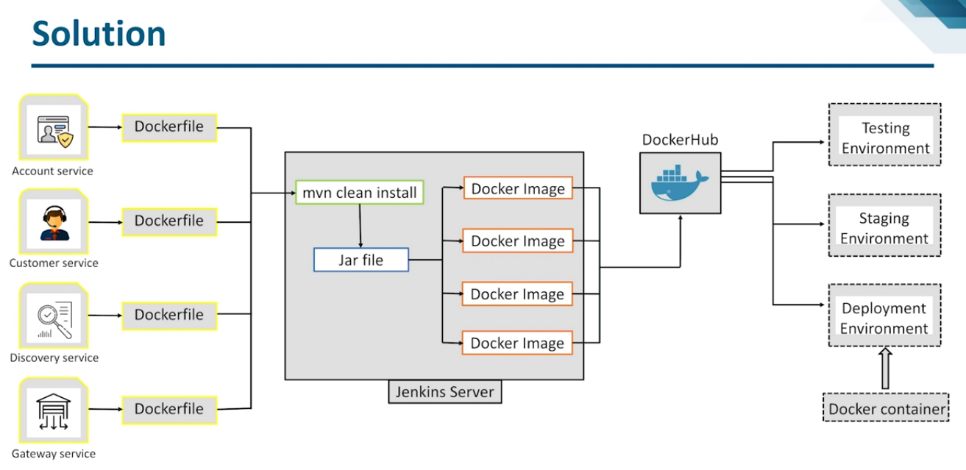 Solution
Account service
Dockerfile
Customer service
Dockerfile
Discovery service
Dockerfile
Gateway service
Dockerfile
mvn clean install
Jar file
Docker Image
Docker Image
Docker Image
Docker Image
Jenkins Server
DockerHub
Testing
Environment
Staging
Environment
Deployment
Environment
Docker container